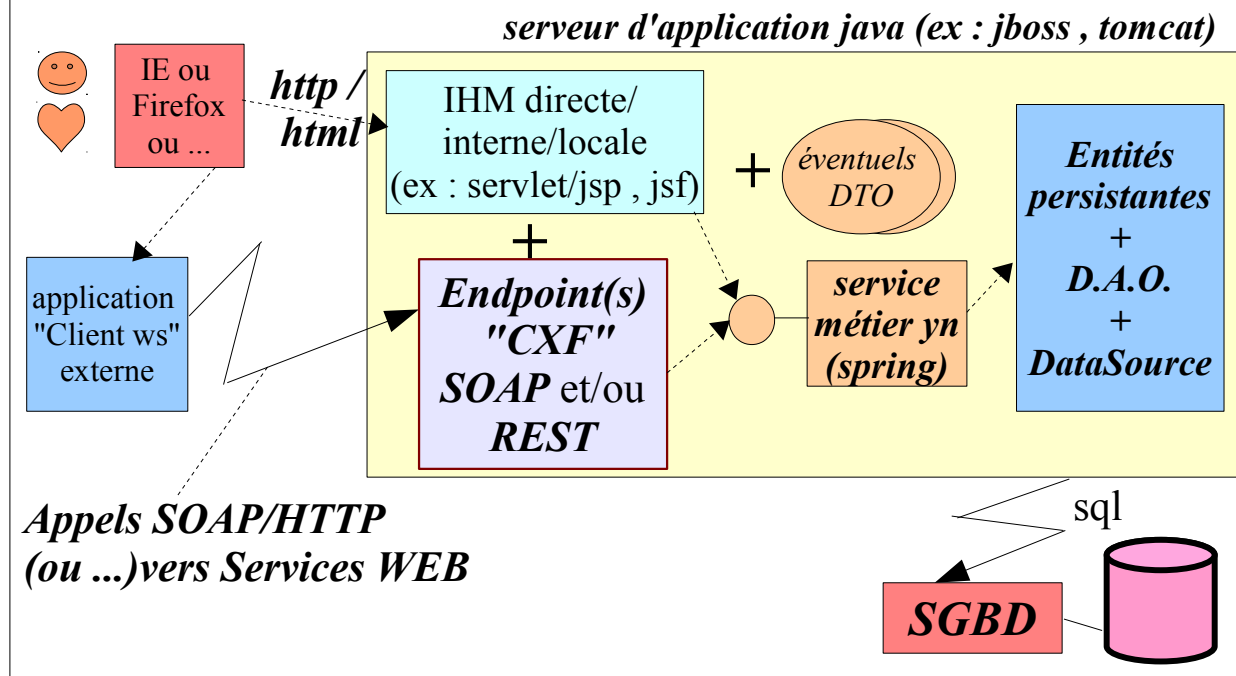 serveur d'application java (ex : jboss , tomcat)
IE ou
Firefox
ou ...
http /
html
IHM directe/
interne/locale
(ex : servlet/jsp , jsf)
+
éventuels
DTO
Entités
persistantes
+
D.A.O.
+
DataSource
+
application
"Client ws"
externe
Endpoint(s)
"CXF"
SOAP et/ou
REST
service
métier yn
(spring)
Appels SOAP/HTTP
(ou ...)vers Services WEB
sql
SGBD